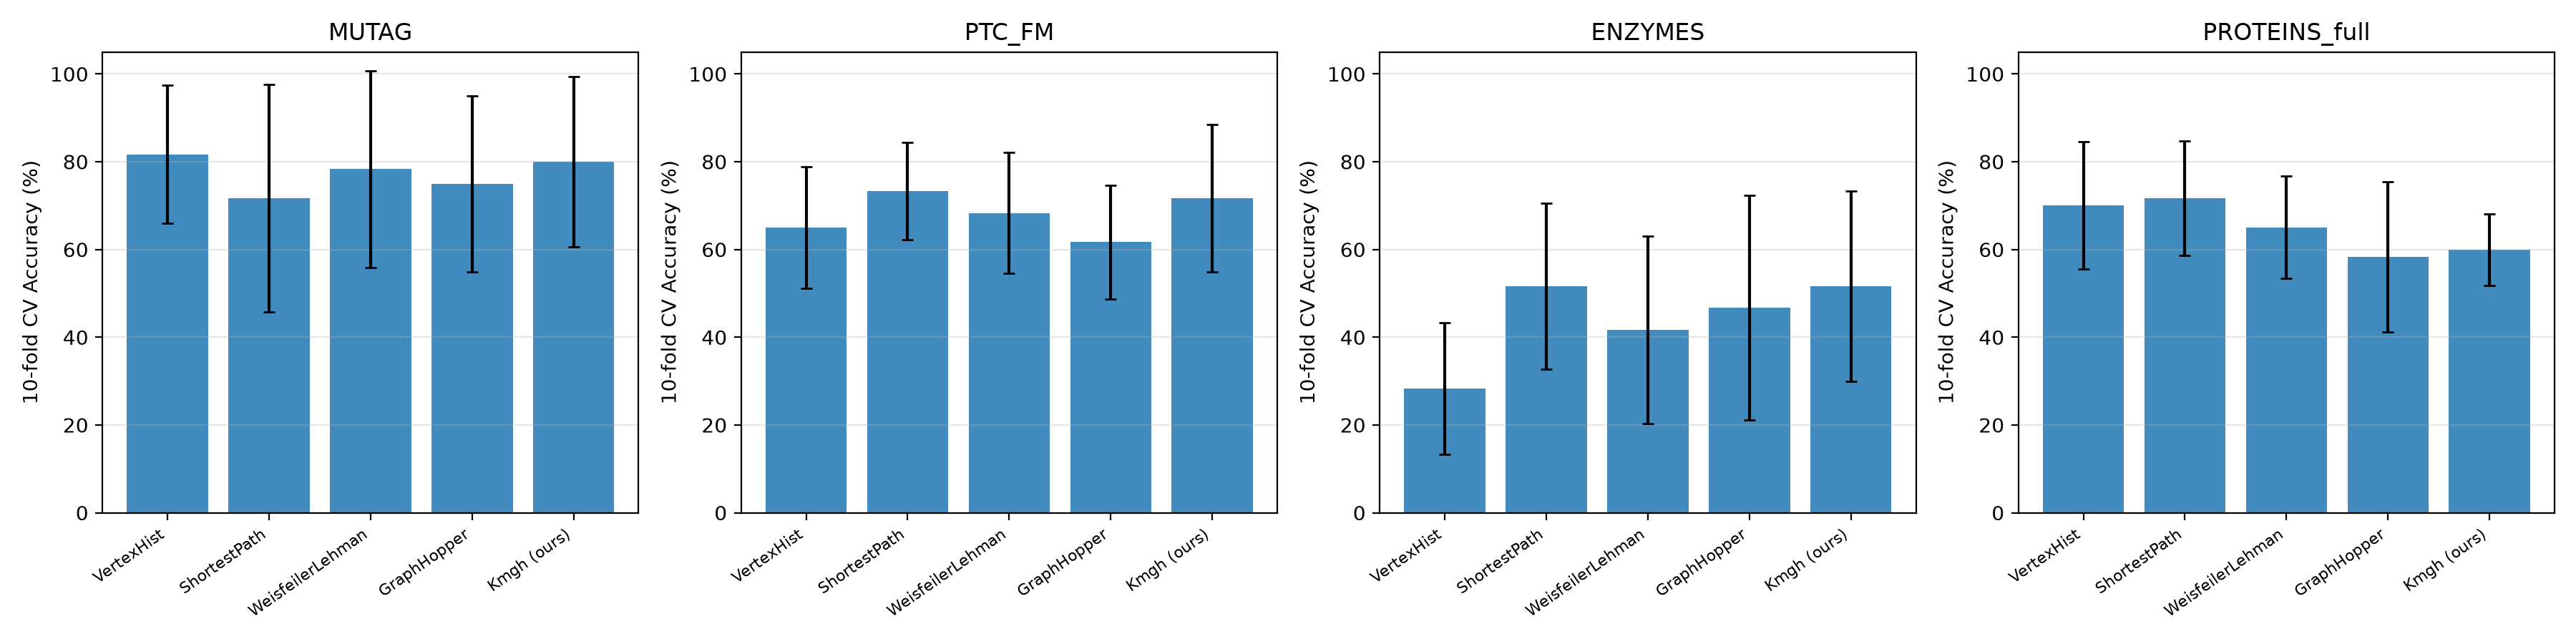 MUTAG
10-fold CV Accuracy (%)
100
80
60
40
20
0
VertexHist
ShortestPath
WeisfeilerLehman
GraphHopper
Kmgh (ours)
PTC_FM
10-fold CV Accuracy (%)
100
80
60
40
20
0
VertexHist
ShortestPath
WeisfeilerLehman
GraphHopper
Kmgh (ours)
ENZYMES
10-fold CV Accuracy (%)
100
80
60
40
20
0
VertexHist
ShortestPath
WeisfeilerLehman
GraphHopper
Kmgh (ours)
PROTEINS_full
10-fold CV Accuracy (%)
100
80
60
40
20
0
VertexHist
ShortestPath
WeisfeilerLehman
GraphHopper
Kmgh (ours)